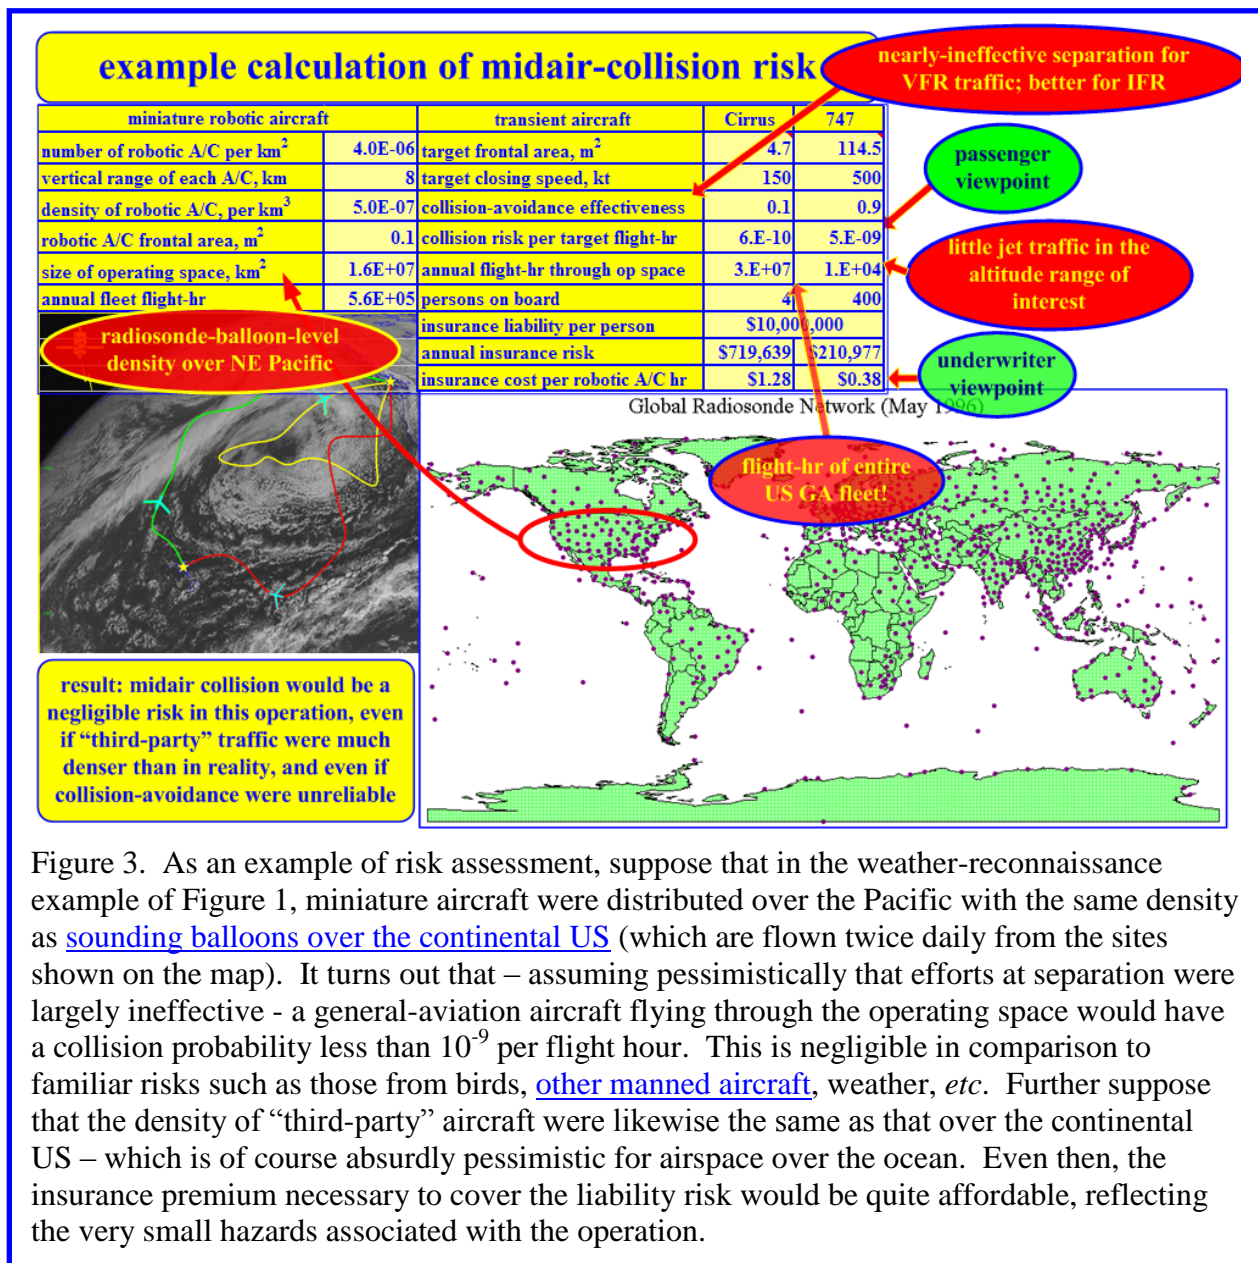 example calculation of midair-collision risk
nearly-ineffective separation for
VFR traffic; better for IFR
miniature robotic aircraft transient aircraft Cirrus 747
number of robotic A/C per km2 4.0E-06 target frontal area, m2 4.7 114.5
vertical range of each A/C, km 8 target closing speed, kt 150 500
density of robotic A/C, per km3 5.0E-07 collision-avoidance effectiveness 0.1 0.9
robotic A/C frontal area, m2 0.1 collision risk per target flight-hr 6.E-10 5.E-09
size of operating space, km2 1.6E+07 annual flight-hr through op space 3.E+07 1.E+04
annual fleet flight-hr 5.6E+05 persons on board 4 400
insurance liability per person $10,000,000
annual insurance risk $719,639 $210,977
insurance cost per robotic A/C hr $1.28 $0.38
passenger
viewpoint
little jet traffic in the
altitude range of
interest
underwriter
viewpoint
radiosonde-balloon-level
density over NE Pacific
Global Radiosonde Network (May 1996)
flight-hr of entire
US GA fleet!
result: midair collision would be a
negligible risk in this operation, even
if “third-party” traffic were much
denser than in reality, and even if
collision-avoidance were unreliable
Figure 3. As an example of risk assessment, suppose that in the weather-reconnaissance
example of Figure 1, miniature aircraft were distributed over the Pacific with the same density
as sounding balloons over the continental US (which are flown twice daily from the sites
shown on the map). It turns out that – assuming pessimistically that efforts at separation were
largely ineffective - a general-aviation aircraft flying through the operating space would have
a collision probability less than 10-9 per flight hour. This is negligible in comparison to
familiar risks such as those from birds, other manned aircraft, weather, etc. Further suppose
that the density of “third-party” aircraft were likewise the same as that over the continental
US – which is of course absurdly pessimistic for airspace over the ocean. Even then, the
insurance premium necessary to cover the liability risk would be quite affordable, reflecting
the very small hazards associated with the operation.